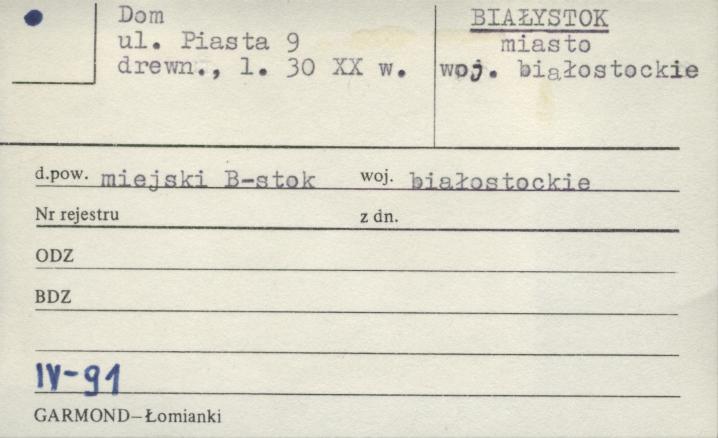 Dom
ul. Piasta 9
drewn., l. 30 XX w.
BIAŁYSTOK
miasto
woj. białostockie
d.pow. miejski B-stok woj. białostockie
Nr rejestru z dn.
ODZ
BDZ
IV-91
GARMOND–Łomianki